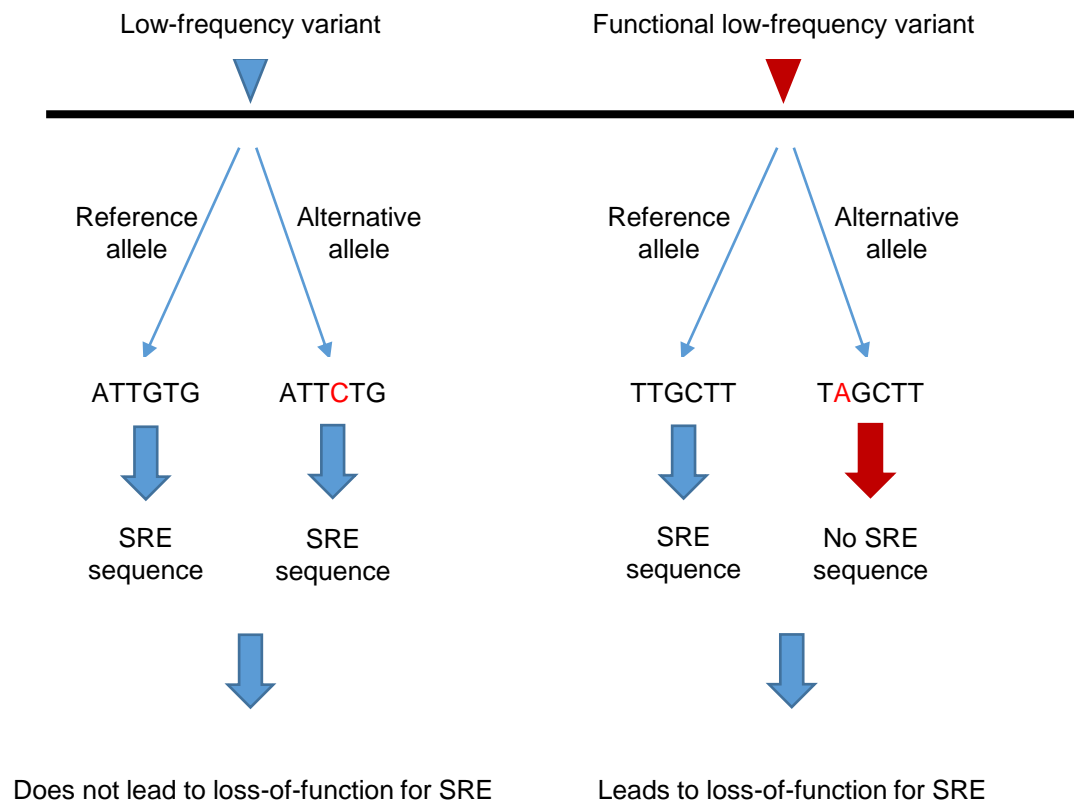 Low-frequency variant
Functional low-frequency variant
Reference
allele
Alternative
allele
Reference
allele
Alternative
allele
ATTGTG
ATTCTG
TTGCTT
TAGCTT
SRE
sequence
SRE
sequence
SRE
sequence
No SRE
sequence
Does not lead to loss-of-function for SRE
Leads to loss-of-function for SRE